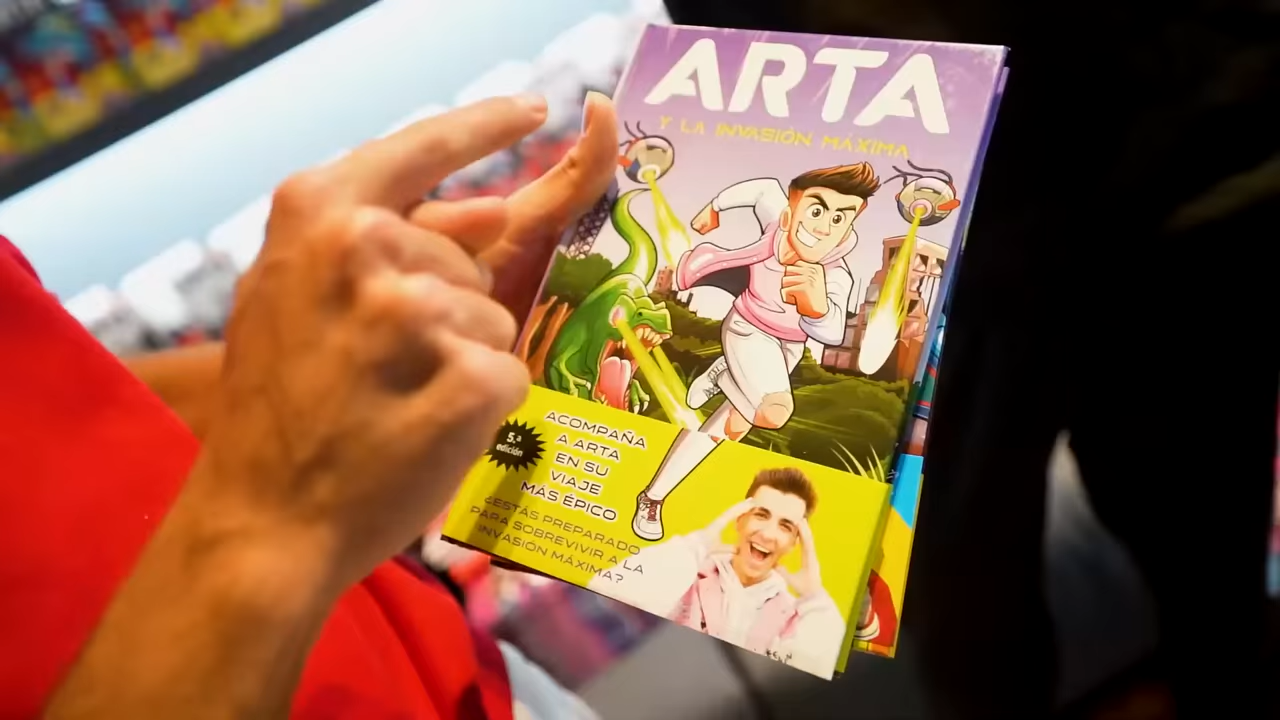 ARTA
Y LA INVASIÓN MÁXIMA
5.ª
edición
ACOMPAÑA
A ARTA
EN SU
VIAJE
MÁS ÉPICO
¿ESTÁS PREPARADO
PARA SOBREVIVIR A LA
INVASIÓN MÁXIMA?